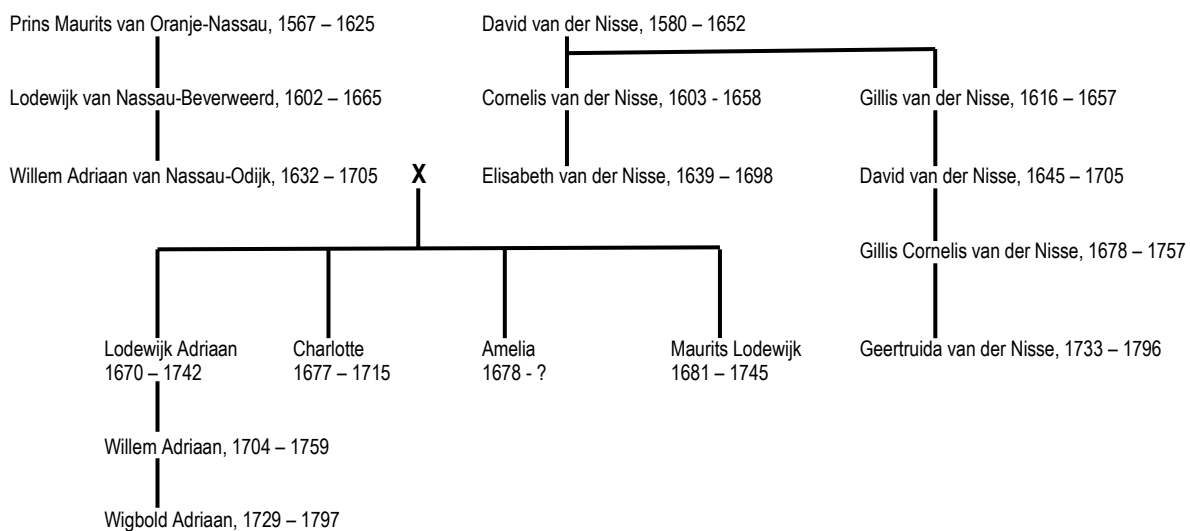 Prins Maurits van Oranje-Nassau, 1567 – 1625
David van der Nisse, 1580 – 1652
Lodewijk van Nassau-Beverweerd, 1602 – 1665
Cornelis van der Nisse, 1603 - 1658
Gillis van der Nisse, 1616 – 1657
Willem Adriaan van Nassau-Odijk, 1632 – 1705
X
Elisabeth van der Nisse, 1639 – 1698
David van der Nisse, 1645 – 1705
Gillis Cornelis van der Nisse, 1678 – 1757
Lodewijk Adriaan
1670 – 1742
Charlotte
1677 – 1715
Amelia
1678 - ?
Maurits Lodewijk
1681 – 1745
Geertruida van der Nisse, 1733 – 1796
Willem Adriaan, 1704 – 1759
Wigbold Adriaan, 1729 – 1797